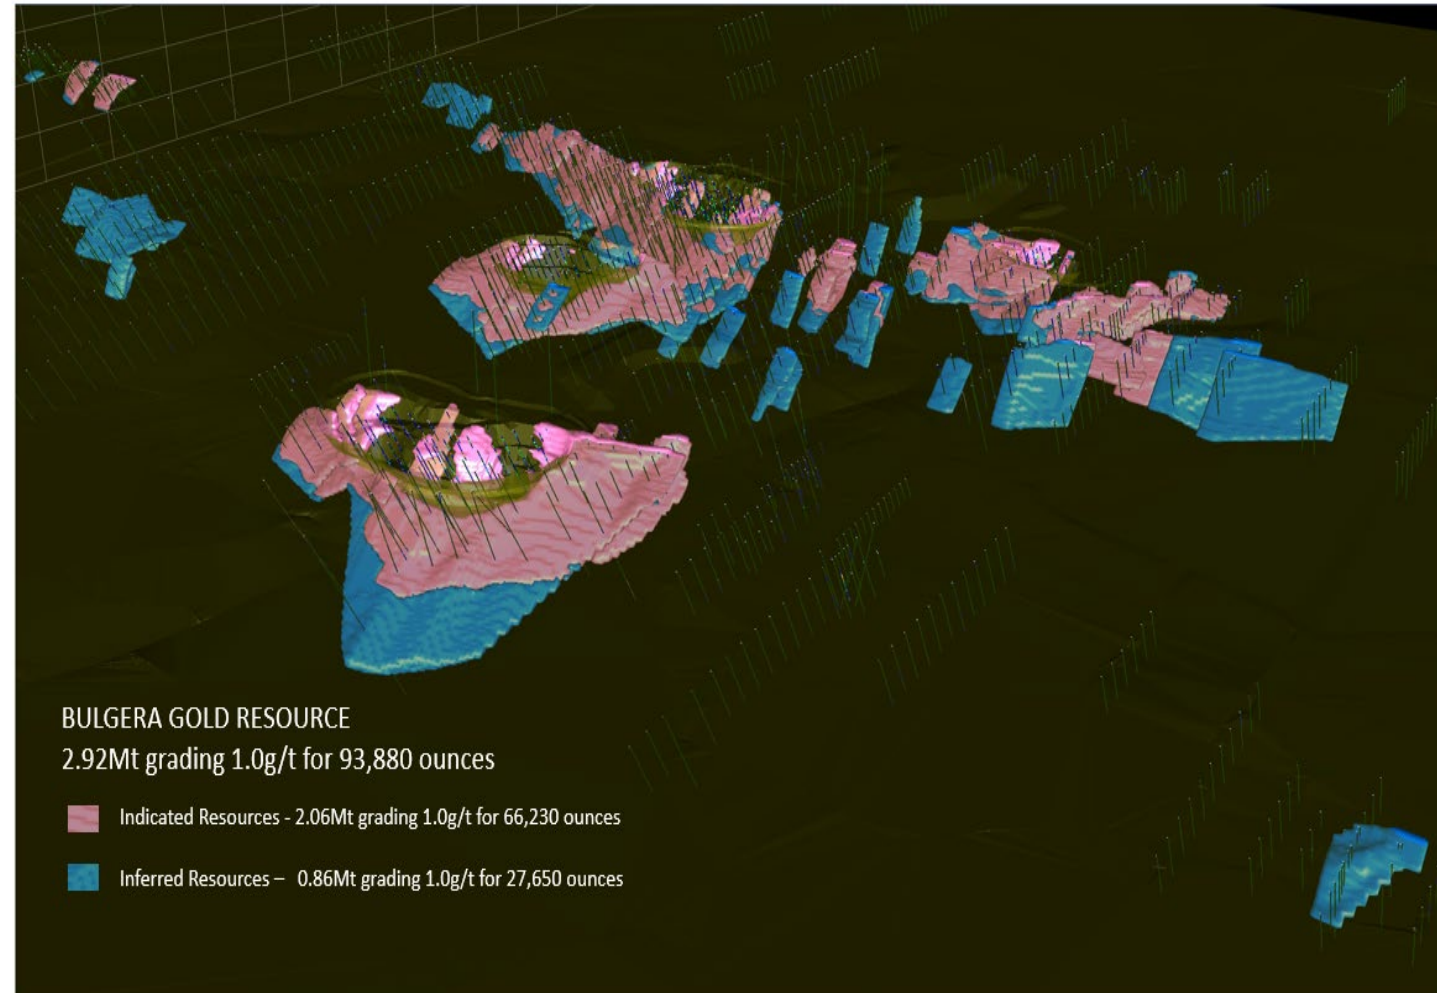 BULGERA GOLD RESOURCE
2.92Mt grading 1.0g/t for 93,880 ounces
Indicated Resources - 2.06Mt grading 1.0g/t for 66,230 ounces
Inferred Resources –   0.86Mt grading 1.0g/t for 27,650 ounces